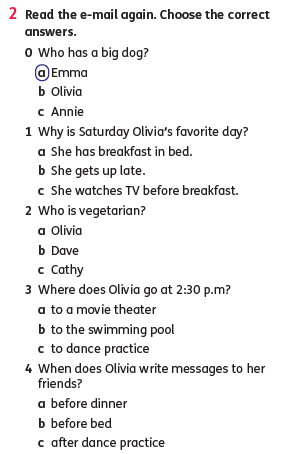 2 Read the e-mail again. Choose the correct
answers.
0 Who has a big dog?
a Emma
b Olivia
c Annie
1 Why is Saturday Olivia's favorite day?
a She has breakfast in bed.
b She gets up late.
c She watches TV before breakfast.
2 Who is vegetarian?
a Olivia
b Dave
c Cathy
3 Where does Olivia go at 2:30 p.m?
a to a movie theater
b to the swimming pool
c to dance practice
4 When does Olivia write messages to her
friends?
a before dinner
b before bed
c after dance practice